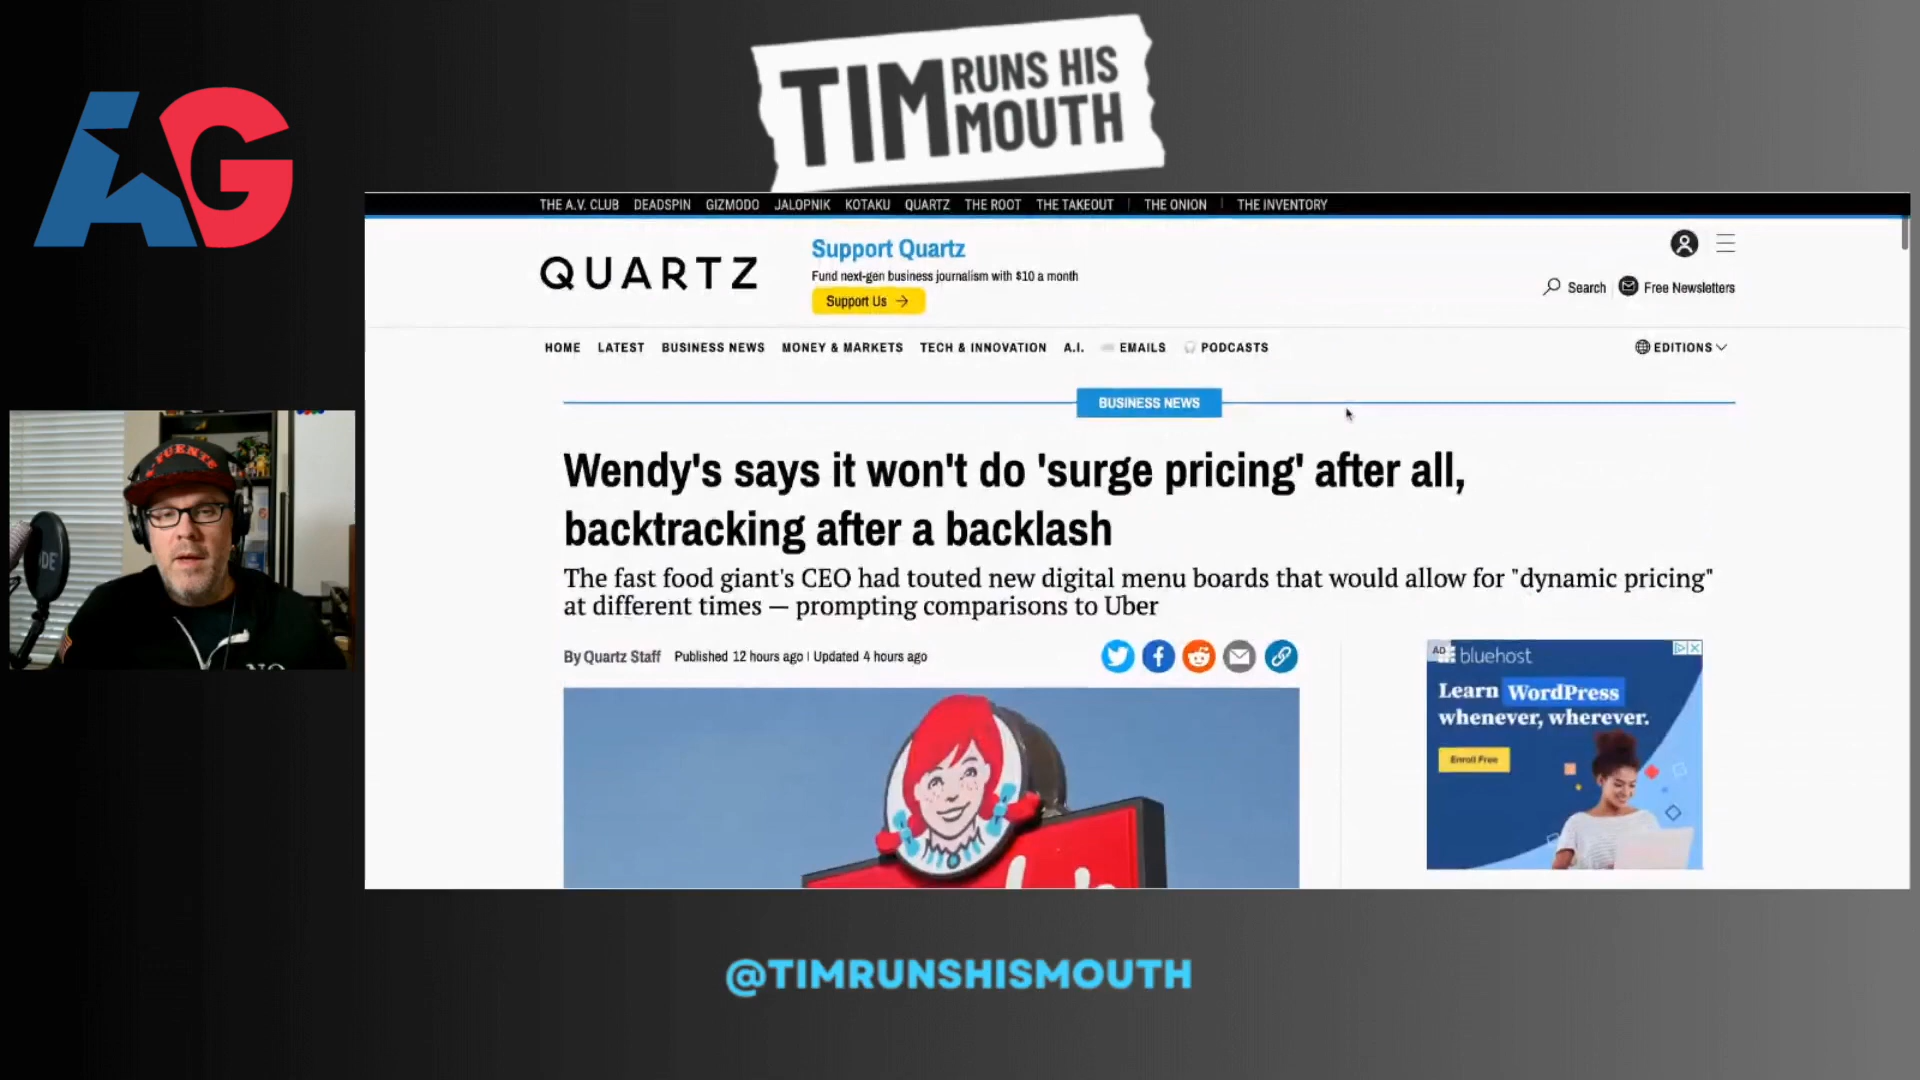 AG
TIM RUNS HIS MOUTH
THE A.V. CLUB DEADSPIN GIZMODO JALOPNIK KOTAKU QUARTZ THE ROOT THE TAKEOUT | THE ONION | THE INVENTORY
QUARTZ
Support Quartz
Fund next-gen business journalism with $10 a month
Support Us →
Search
Free Newsletters
HOME LATEST BUSINESS NEWS MONEY & MARKETS TECH & INNOVATION A.I. EMAILS PODCASTS
EDITIONS
BUSINESS NEWS
Wendy's says it won't do 'surge pricing' after all,
backtracking after a backlash
The fast food giant's CEO had touted new digital menu boards that would allow for "dynamic pricing"
at different times — prompting comparisons to Uber
By Quartz Staff Published 12 hours ago | Updated 4 hours ago
AD
bluehost
Learn WordPress
whenever, wherever.
Enroll Free
NO
@TIMRUNSHISMOUTH